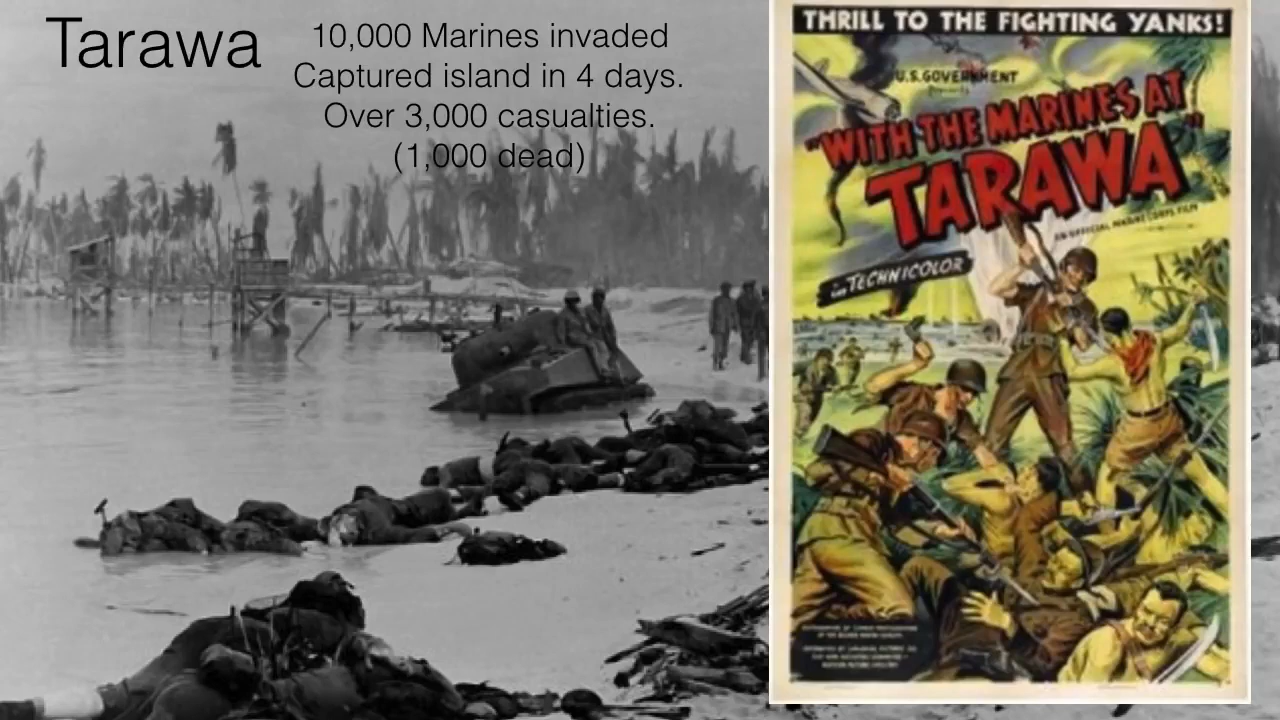 Tarawa
10,000 Marines invaded
Captured island in 4 days.
Over 3,000 casualties.
(1,000 dead)
THRILL TO THE FIGHTING YANKS!
U.S. GOVERNMENT
Presents
"WITH THE MARINES AT
TARAWA"
AN OFFICIAL MARINE CORPS FILM
IN TECHNICOLOR